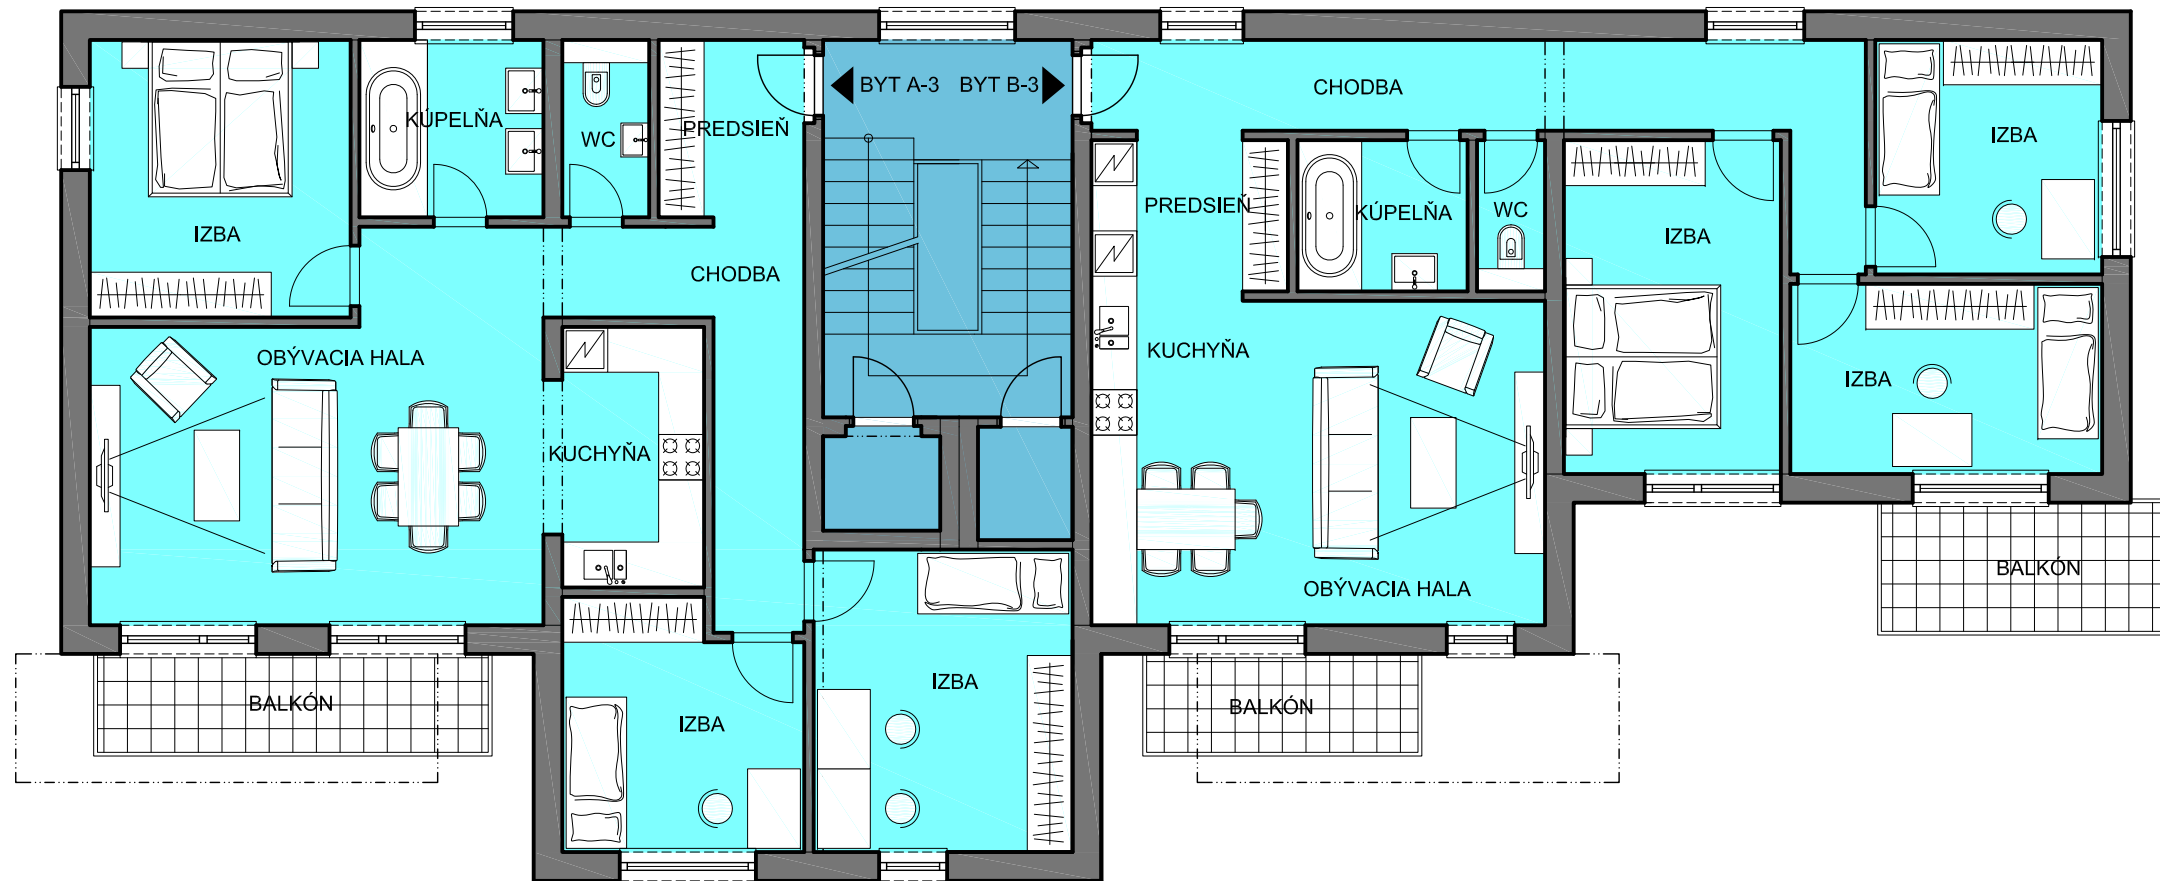 BYT A-3
BYT B-3
CHODBA
KÚPELŇA
WC
PREDSIEŇ
IZBA
IZBA
PREDSIEŇ
KÚPELŇA
WC
IZBA
CHODBA
OBÝVACIA HALA
KUCHYŇA
IZBA
KUCHYŇA
BALKÓN
OBÝVACIA HALA
IZBA
BALKÓN
IZBA
BALKÓN